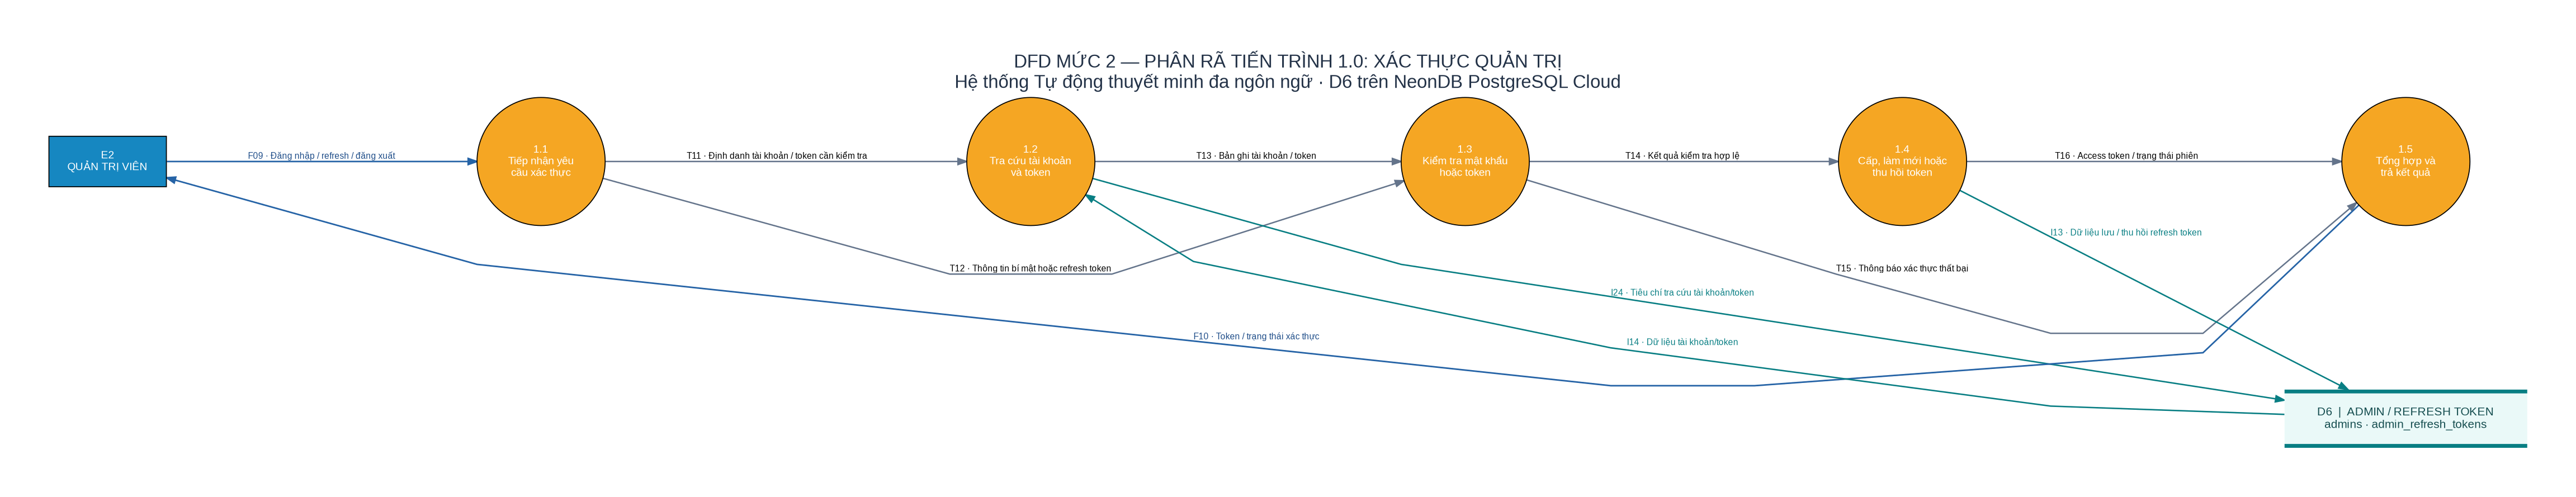 DFD MỨC 2 — PHÂN RÃ TIẾN TRÌNH 1.0: XÁC THỰC QUẢN TRỊ
Hệ thống Tự động thuyết minh đa ngôn ngữ · D6 trên NeonDB PostgreSQL Cloud
E2
QUẢN TRỊ VIÊN
F09 · Đăng nhập / refresh / đăng xuất
1.1
Tiếp nhận yêu
cầu xác thực
T11 · Định danh tài khoản / token cần kiểm tra
1.2
Tra cứu tài khoản
và token
T13 · Bản ghi tài khoản / token
1.3
Kiểm tra mật khẩu
hoặc token
T14 · Kết quả kiểm tra hợp lệ
1.4
Cấp, làm mới hoặc
thu hồi token
T16 · Access token / trạng thái phiên
1.5
Tổng hợp và
trả kết quả
I13 · Dữ liệu lưu / thu hồi refresh token
T12 · Thông tin bí mật hoặc refresh token
T15 · Thông báo xác thực thất bại
I24 · Tiêu chí tra cứu tài khoản/token
F10 · Token / trạng thái xác thực
I14 · Dữ liệu tài khoản/token
D6 | ADMIN / REFRESH TOKEN
admins · admin_refresh_tokens